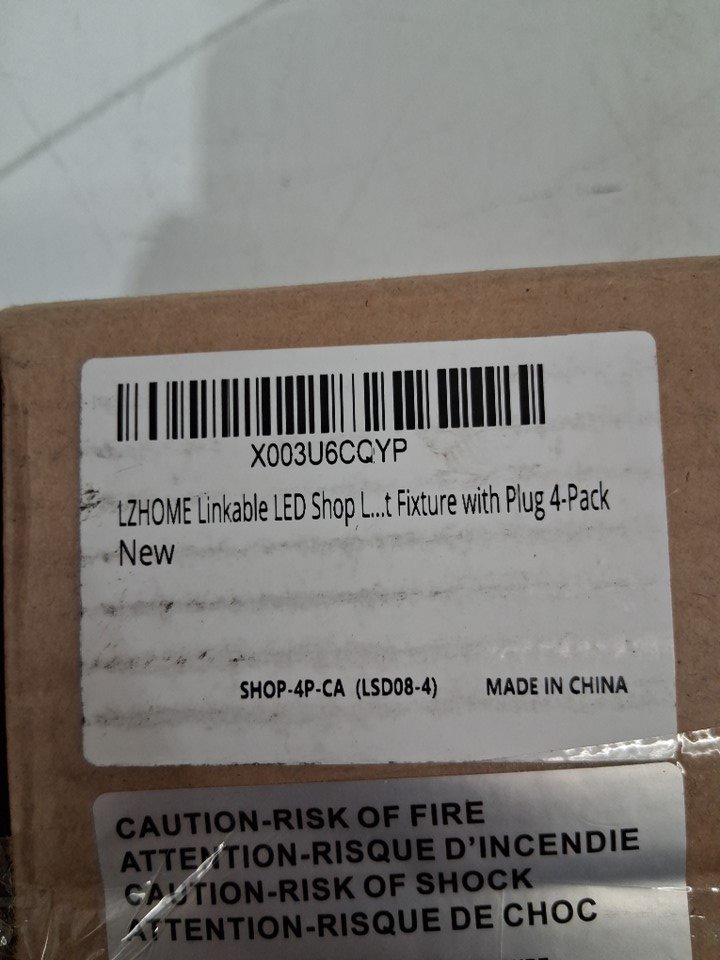 X003U6CQYP
LZHOME Linkable LED Shop L...t Fixture with Plug 4-Pack
New
SHOP-4P-CA (LSD08-4) MADE IN CHINA
CAUTION-RISK OF FIRE
ATTENTION-RISQUE D'INCENDIE
CAUTION-RISK OF SHOCK
ATTENTION-RISQUE DE CHOC